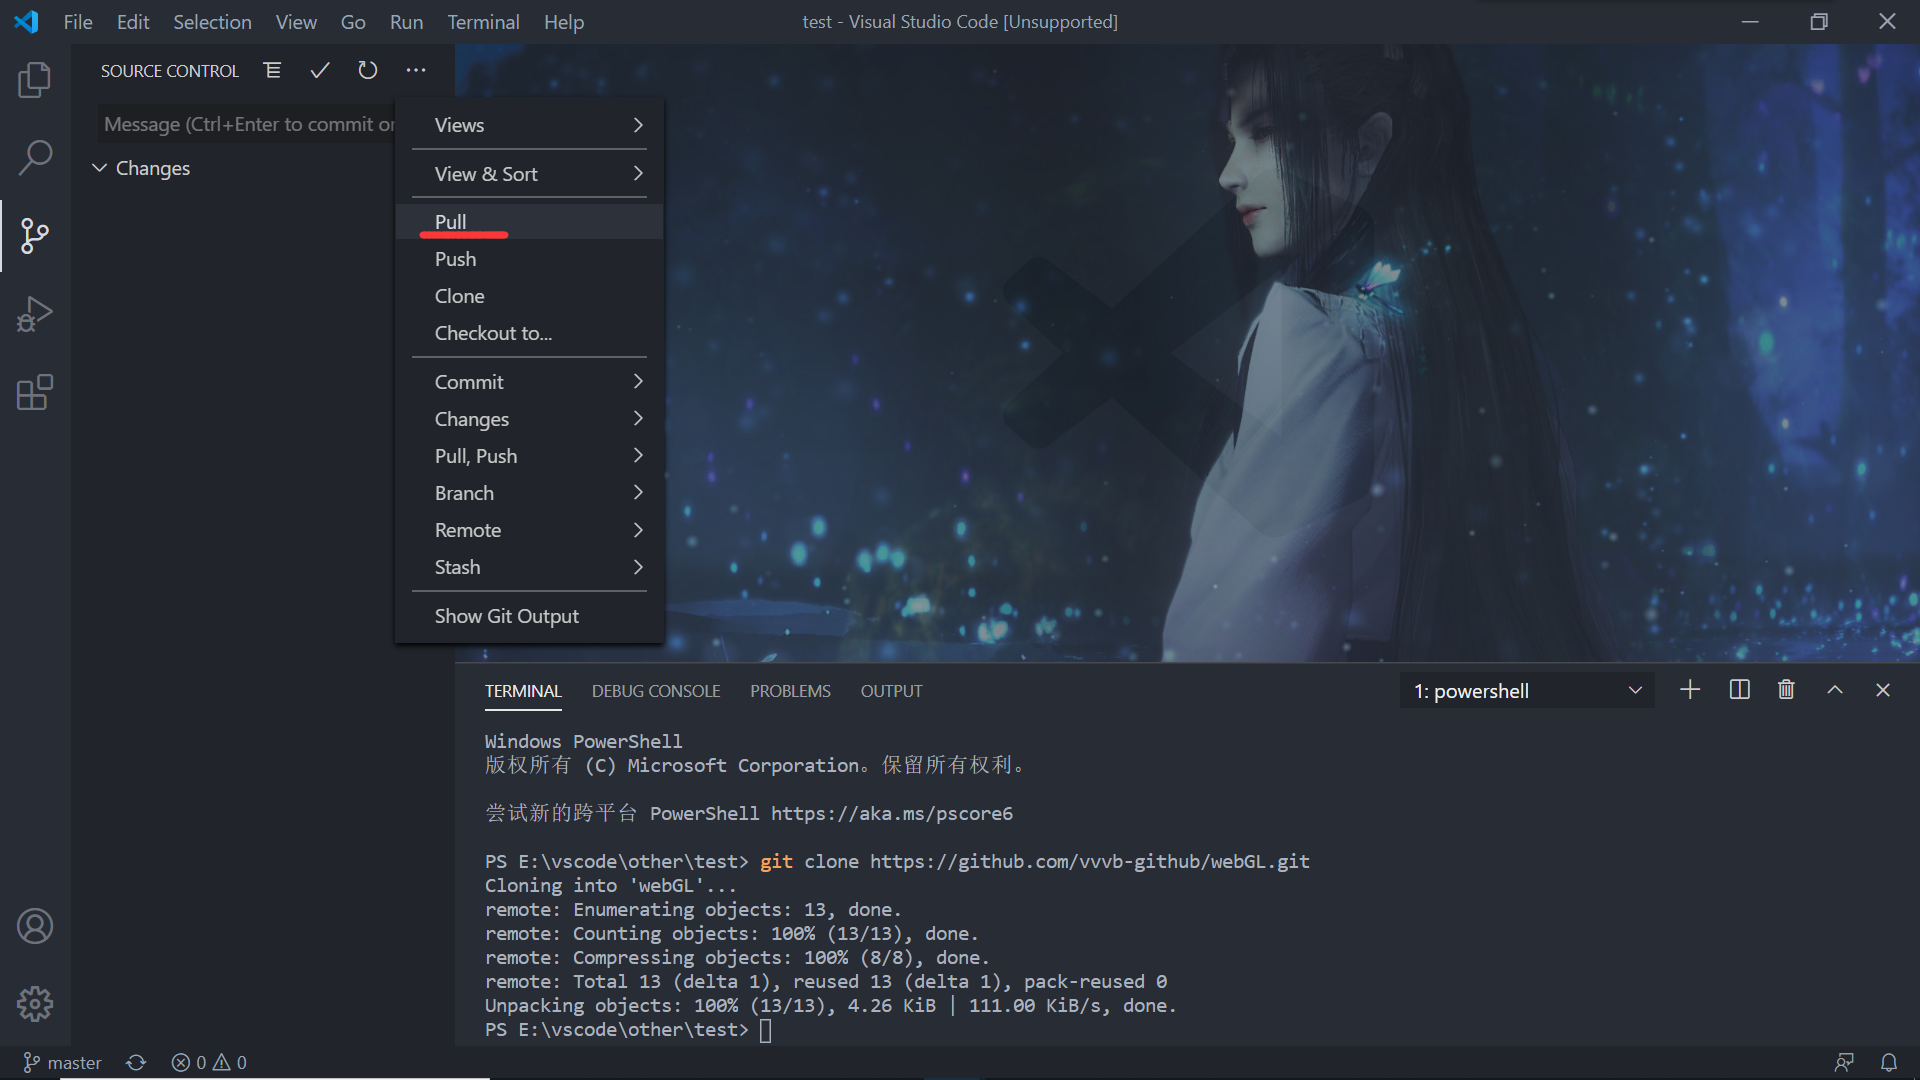 File Edit Selection View Go Run Terminal Help
test - Visual Studio Code [Unsupported]
SOURCE CONTROL
Message (Ctrl+Enter to commit or
Changes
Views
View & Sort
Pull
Push
Clone
Checkout to...
Commit
Changes
Pull, Push
Branch
Remote
Stash
Show Git Output
TERMINAL DEBUG CONSOLE PROBLEMS OUTPUT
1: powershell
Windows PowerShell
版权所有 (C) Microsoft Corporation。保留所有权利。
尝试新的跨平台 PowerShell https://aka.ms/pscore6
PS E:\vscode\other\test> git clone https://github.com/vvvb-github/webGL.git
Cloning into 'webGL'...
remote: Enumerating objects: 13, done.
remote: Counting objects: 100% (13/13), done.
remote: Compressing objects: 100% (8/8), done.
remote: Total 13 (delta 1), reused 13 (delta 1), pack-reused 0
Unpacking objects: 100% (13/13), 4.26 KiB | 111.00 KiB/s, done.
PS E:\vscode\other\test>
master 0 0